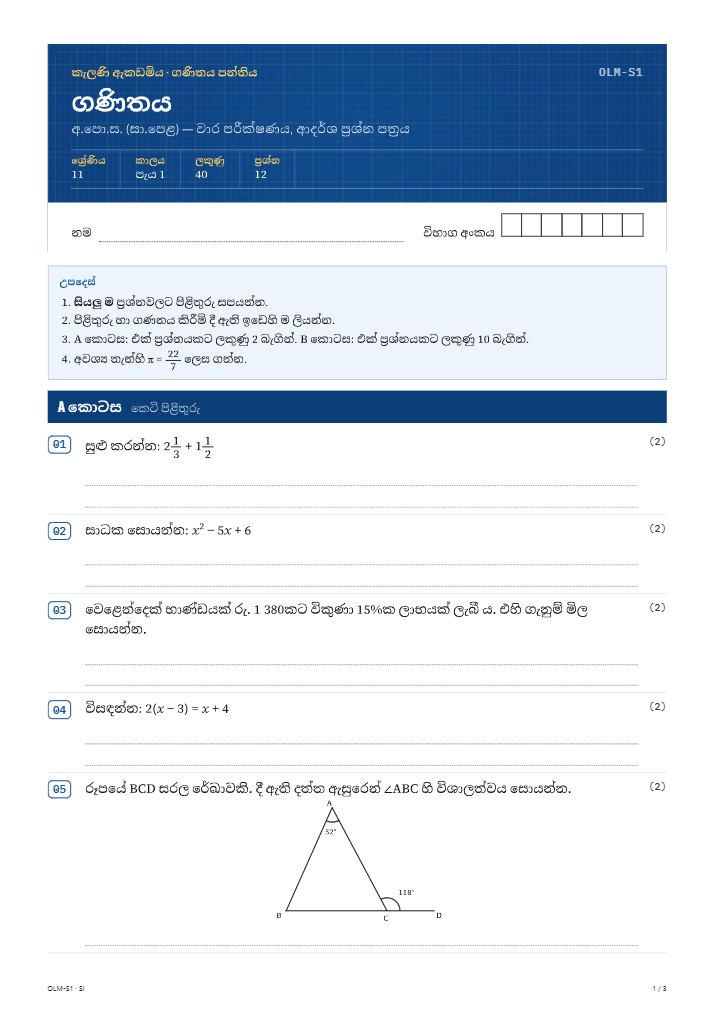 කැලණි ඇකඩමිය · ගණිතය පන්තිය
OLM-S1
ගණිතය
අ.පො.ස. (සා.පෙළ) — වාර පරීක්ෂණය, ආදර්ශ ප්‍රශ්න පත්‍රය
ශ්‍රේණිය කාලය ලකුණු ප්‍රශ්න
11 පැය 1 40 12
නම විභාග අංකය
උපදෙස්
1. සියලු ම ප්‍රශ්නවලට පිළිතුරු සපයන්න.
2. පිළිතුරු හා ගණනය කිරීම් දී ඇති ඉඩෙහි ම ලියන්න.
3. A කොටස: එක් ප්‍රශ්නයකට ලකුණු 2 බැගින්. B කොටස: එක් ප්‍රශ්නයකට ලකුණු 10 බැගින්.
4. අවශ්‍ය තැන්හි π = 22/7 ලෙස ගන්න.
A කොටස කෙටි පිළිතුරු
01 සුළු කරන්න: 2 1/3 + 1 1/2 (2)
02 සාධක සොයන්න: x² − 5x + 6 (2)
03 වෙළෙන්දෙක් භාණ්ඩයක් රු. 1 380කට විකුණා 15%ක ලාභයක් ලැබී ය. එහි ගැනුම් මිල (2)
සොයන්න.
04 විසඳන්න: 2(x − 3) = x + 4 (2)
05 රූපයේ BCD සරල රේඛාවකි. දී ඇති දත්ත ඇසුරෙන් ∠ABC හි විශාලත්වය සොයන්න. (2)
A
52°
118°
B C D
OLM-S1 · SI 1 / 3